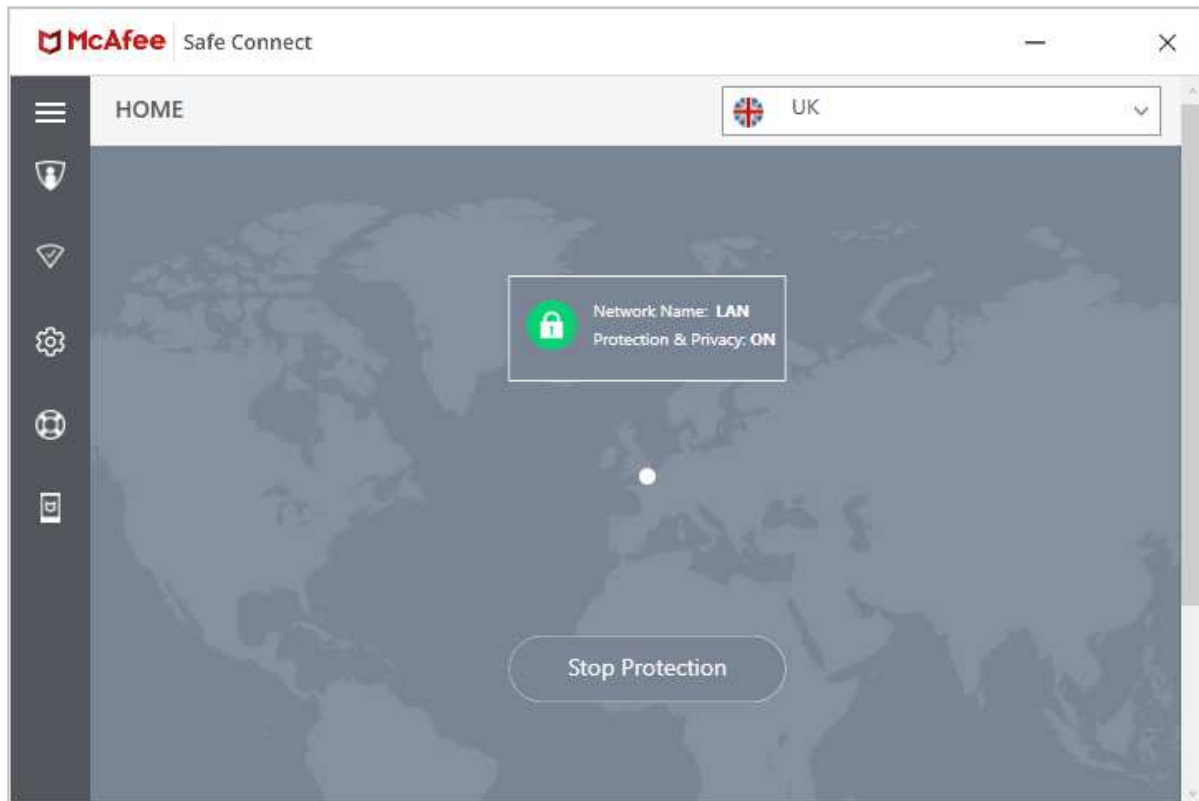 McAfee Safe Connect
HOME
UK
Network Name: LAN
Protection & Privacy: ON
Stop Protection